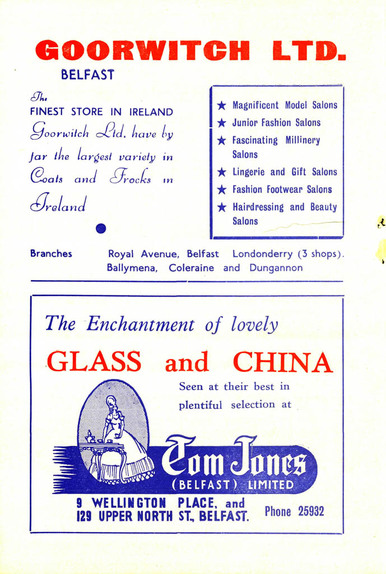 GOORWITCH LTD.
BELFAST
The
FINEST STORE IN IRELAND
Goorwitch Ltd. have by
far the largest variety in
Coats and Frocks in
Ireland
★ Magnificent Model Salons
★ Junior Fashion Salons
★ Fascinating Millinery
Salons
★ Lingerie and Gift Salons
★ Fashion Footwear Salons
★ Hairdressing and Beauty
Salons
Branches Royal Avenue, Belfast Londonderry (3 shops).
Ballymena, Coleraine and Dungannon
The Enchantment of lovely
GLASS and CHINA
Seen at their best in
plentiful selection at
Tom Jones
(BELFAST) LIMITED
9 WELLINGTON PLACE, and
129 UPPER NORTH ST., BELFAST.
Phone 25932